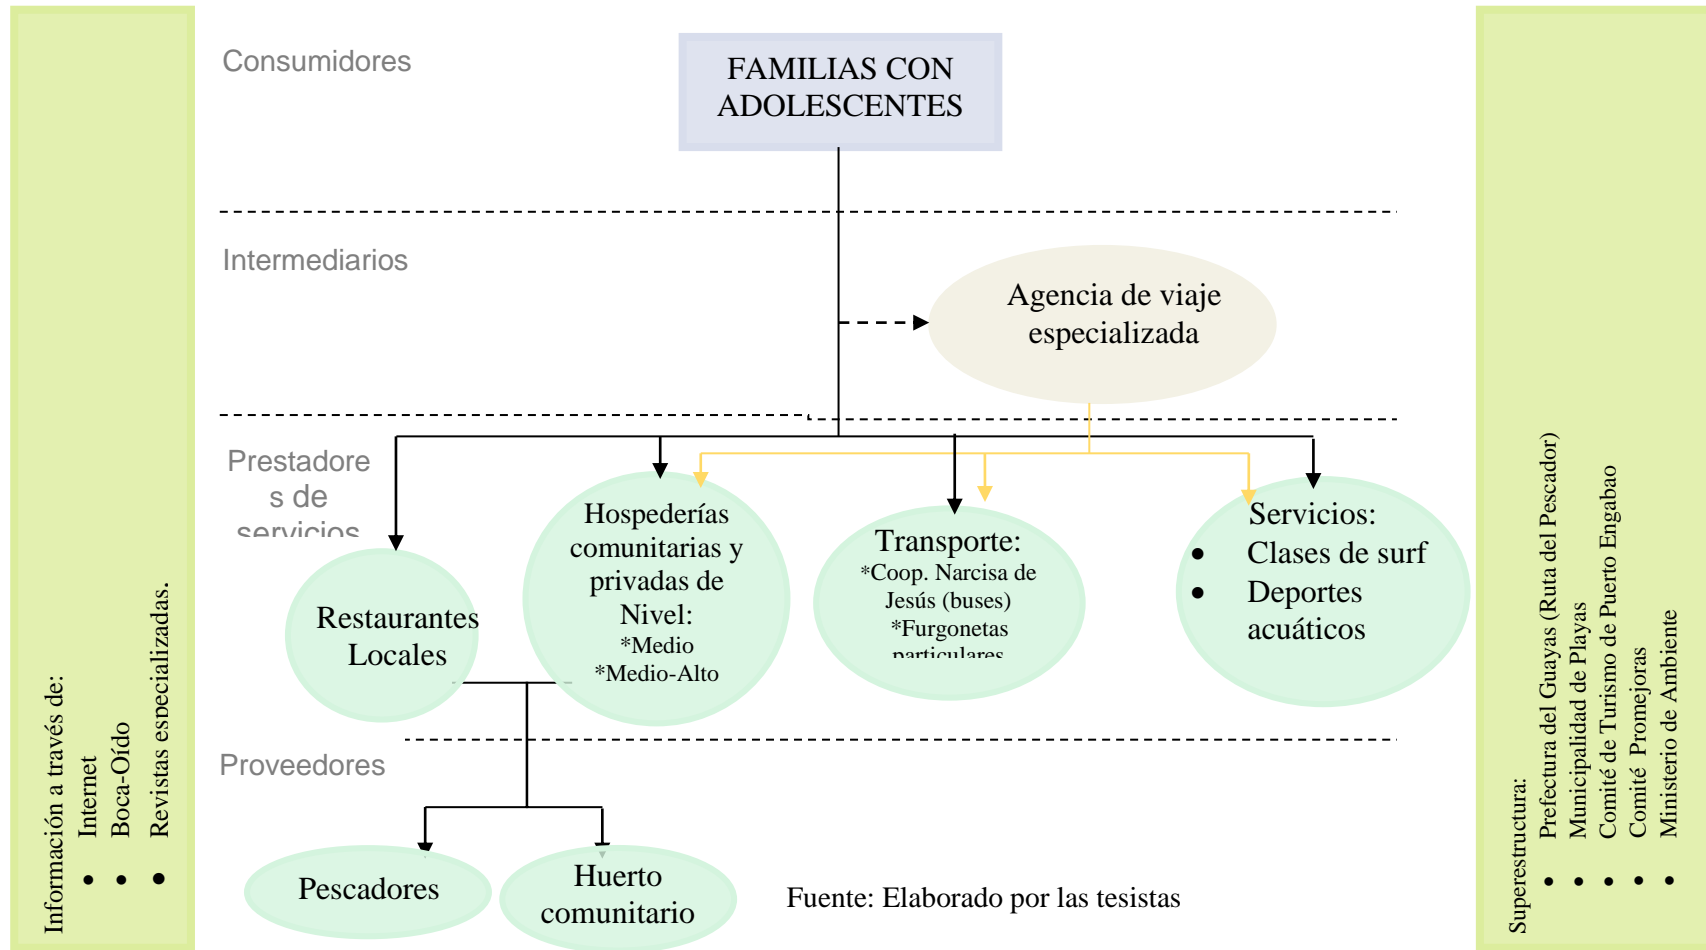 Consumidores
FAMILIAS CON
ADOLESCENTES
Intermediarios
Agencia de viaje
especializada
Prestadore
s de
servicios
Restaurantes
Locales
Hospederías
comunitarias y
privadas de
Nivel:
*Medio
*Medio-Alto
Transporte:
*Coop. Narcisa de
Jesús (buses)
*Furgonetas
particulares
Servicios:
• Clases de surf
• Deportes
acuáticos
Proveedores
Pescadores
Huerto
comunitario
Fuente: Elaborado por las tesistas
Información a través de:
• Internet
• Boca-Oído
• Revistas especializadas.
Superestructura:
• Prefectura del Guayas (Ruta del Pescador)
• Municipalidad de Playas
• Comité de Turismo de Puerto Engabao
• Comité Promejoras
• Ministerio de Ambiente